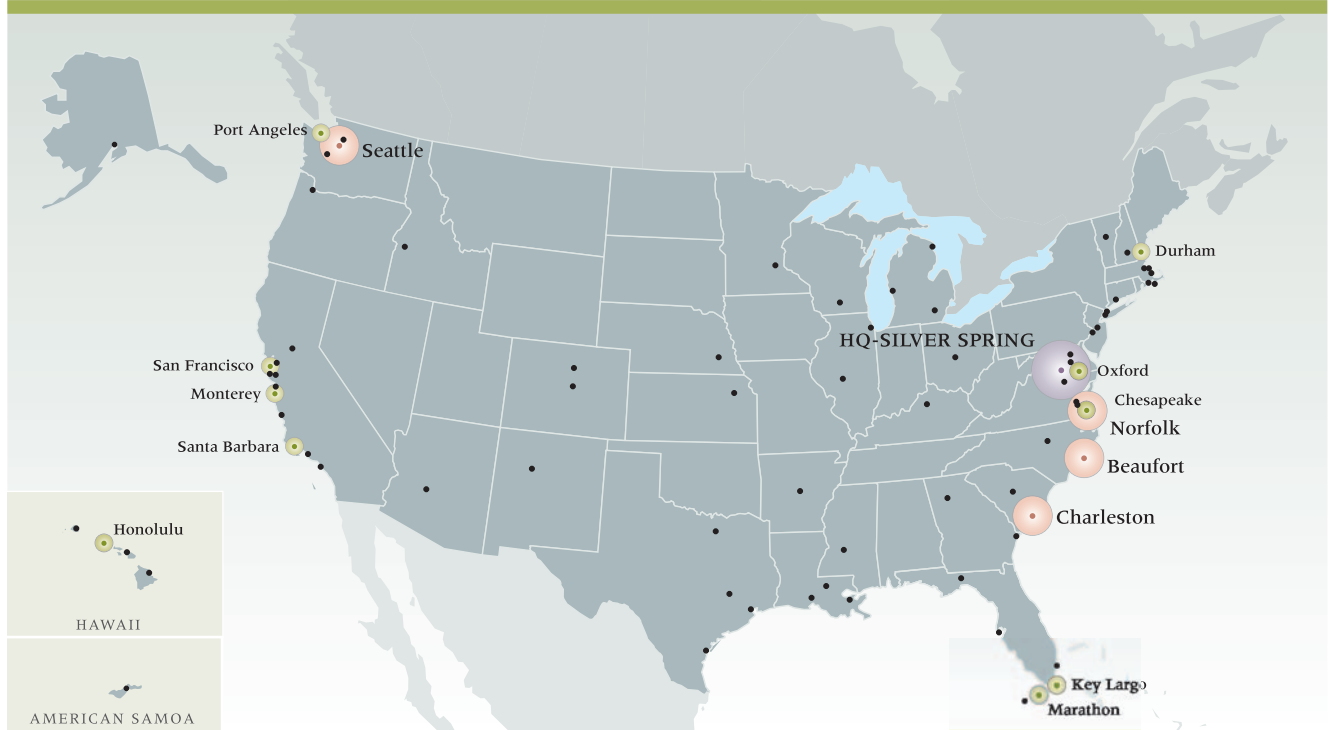 Port Angeles
Seattle
Durham
HQ-SILVER SPRING
San Francisco
Oxford
Monterey
Chesapeake
Norfolk
Santa Barbara
Beaufort
Charleston
Honolulu
HAWAII
Key Largo
Marathon
AMERICAN SAMOA